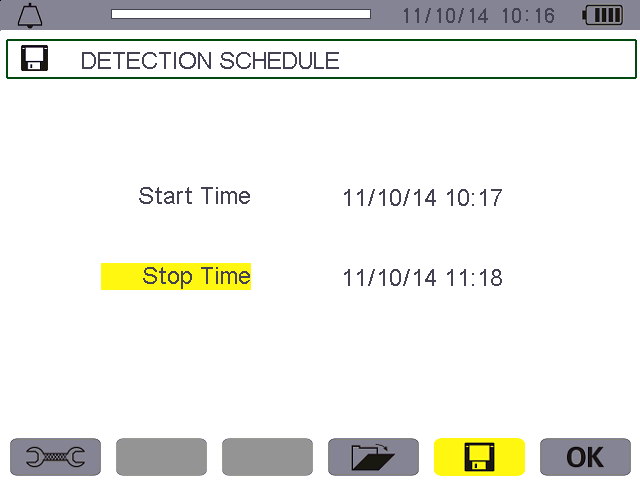 11/10/14 10:16
DETECTION SCHEDULE
Start Time 11/10/14 10:17
Stop Time 11/10/14 11:18
OK